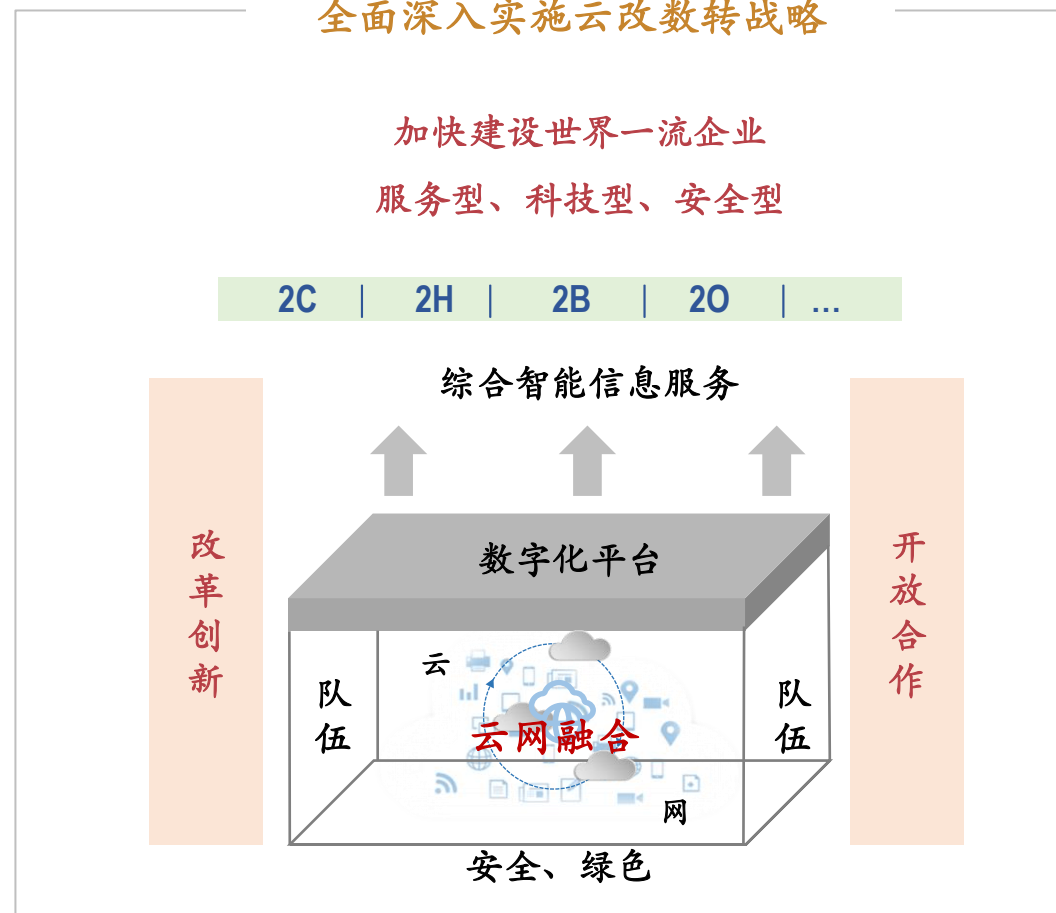 全面深入实施云改数转战略
加快建设世界一流企业
服务型、科技型、安全型
2C | 2H | 2B | 2O | …
综合智能信息服务
改革创新
开放合作
数字化平台
云
队伍
队伍
云网融合
网
安全、绿色